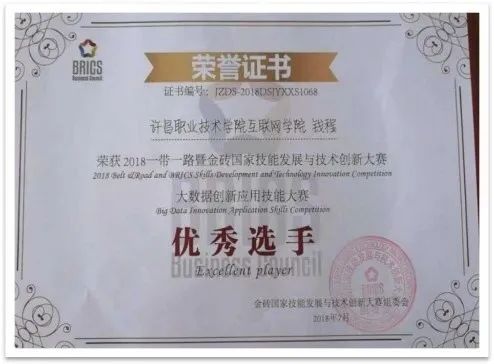 BRICS
Business Council
荣誉证书
证书编号: JZDS-2018DSJYXXS1068
许昌职业技术学院互联网学院 钱程
荣获2018一带一路暨金砖国家技能发展与技术创新大赛
2018 Belt &Road and BRICS Skills Development and Technology Innovation Competition
大数据创新应用技能大赛
Big Data Innovation Application Skills Competition
优秀选手
Excellent player
BRICS
Business Council
金砖国家技能发展与技术创新大赛组委会
2018年7月